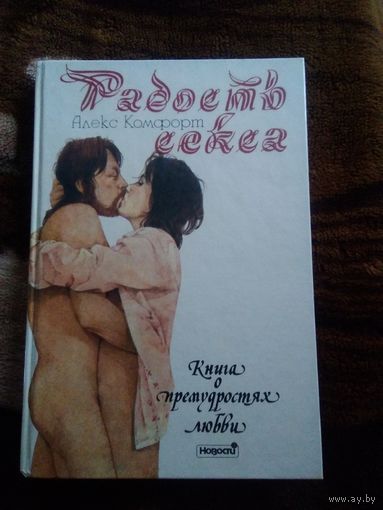 Радость
Алекс Комфорт
секса
Книга
о
премудростях
любви
Новости
www.ay.by